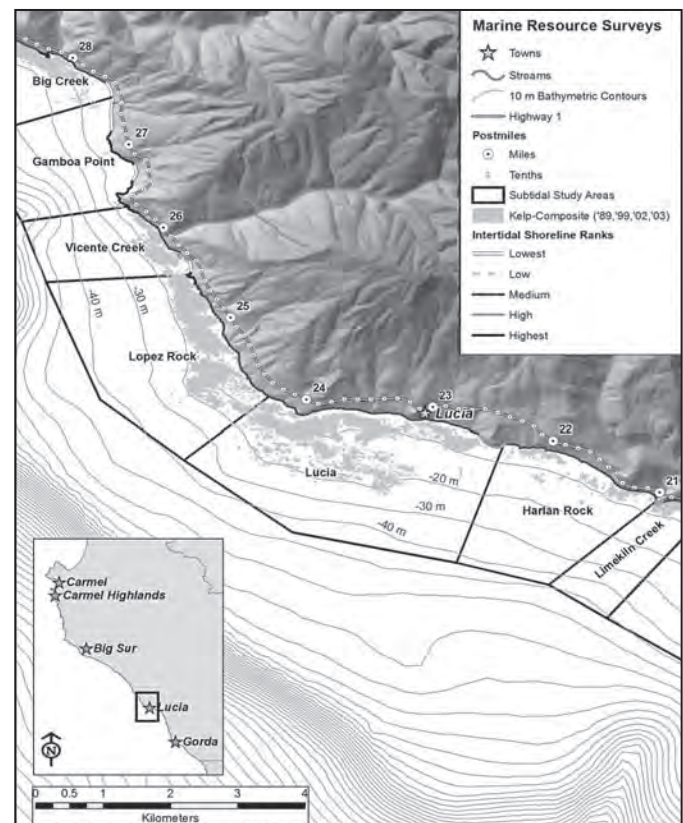 28
Big Creek
27
Gamboa Point
26
Vicente Creek
-40 m
-30 m
25
Lopez Rock
24
23
Lucia
22
21
Lucia
-20 m
-30 m
-40 m
Harlan Rock
Limekiln Creek
Marine Resource Surveys
Towns
Streams
10 m Bathymetric Contours
Highway 1
Postmiles
Miles
Tenths
Subtidal Study Areas
Kelp-Composite ('89,'99,'02,'03)
Intertidal Shoreline Ranks
Lowest
Low
Medium
High
Highest
Carmel
Carmel Highlands
Big Sur
Lucia
Gorda
N
0 0.5 1 2 3 4
Kilometers